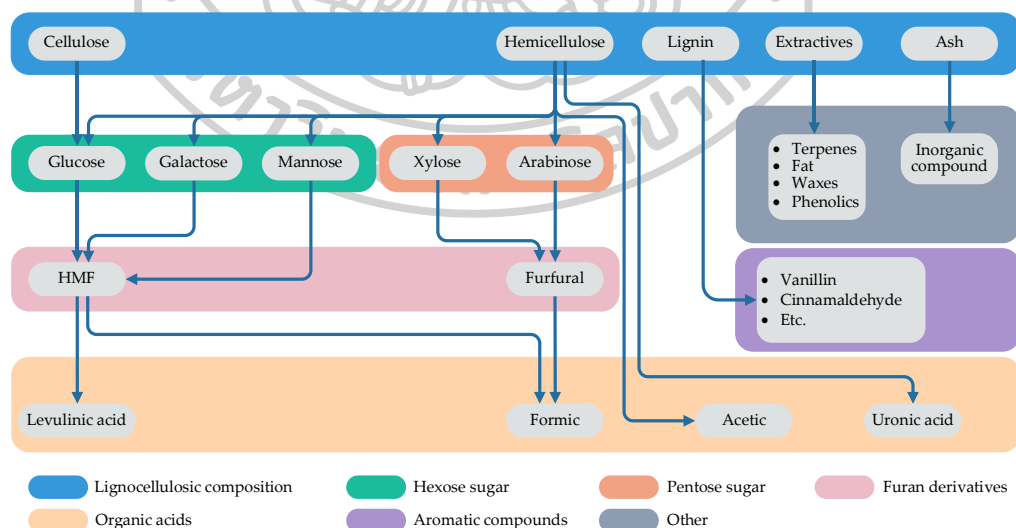 Cellulose
Hemicellulose
Lignin
Extractives
Ash
Glucose
Galactose
Mannose
Xylose
Arabinose
• Terpenes
• Fat
• Waxes
• Phenolics
Inorganic
compound
HMF
Furfural
• Vanillin
• Cinnamaldehyde
• Etc.
Levulinic acid
Formic
Acetic
Uronic acid
Lignocellulosic composition
Hexose sugar
Pentose sugar
Furan derivatives
Organic acids
Aromatic compounds
Other